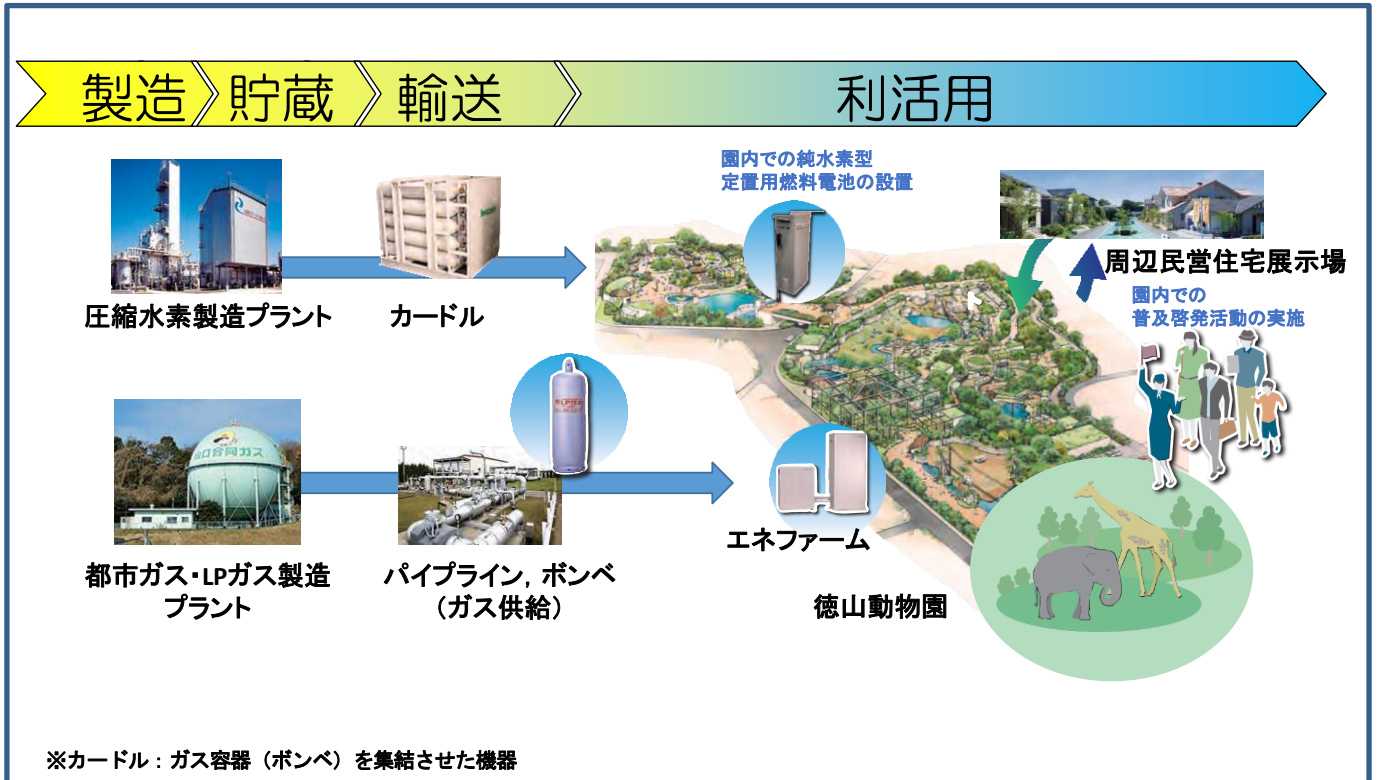 製造
貯蔵
輸送
利活用
園内での純水素型
定置用燃料電池の設置
周辺民営住宅展示場
園内での
普及啓発活動の実施
圧縮水素製造プラント
カードル
山口合同ガス
エネファーム
都市ガス・LPガス製造
プラント
パイプライン，ボンベ
（ガス供給）
徳山動物園
※カードル：ガス容器（ボンベ）を集結させた機器